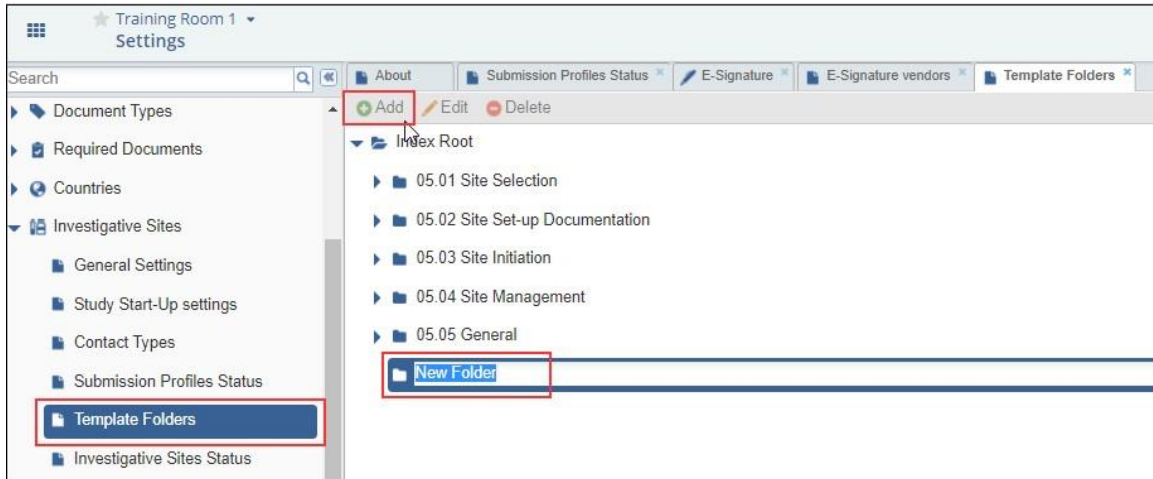 Training Room 1
Settings
Search
About
Submission Profiles Status
E-Signature
E-Signature vendors
Template Folders
Document Types
Required Documents
Countries
Investigative Sites
General Settings
Study Start-Up settings
Contact Types
Submission Profiles Status
Template Folders
Investigative Sites Status
Add Edit Delete
Index Root
05.01 Site Selection
05.02 Site Set-up Documentation
05.03 Site Initiation
05.04 Site Management
05.05 General
New Folder